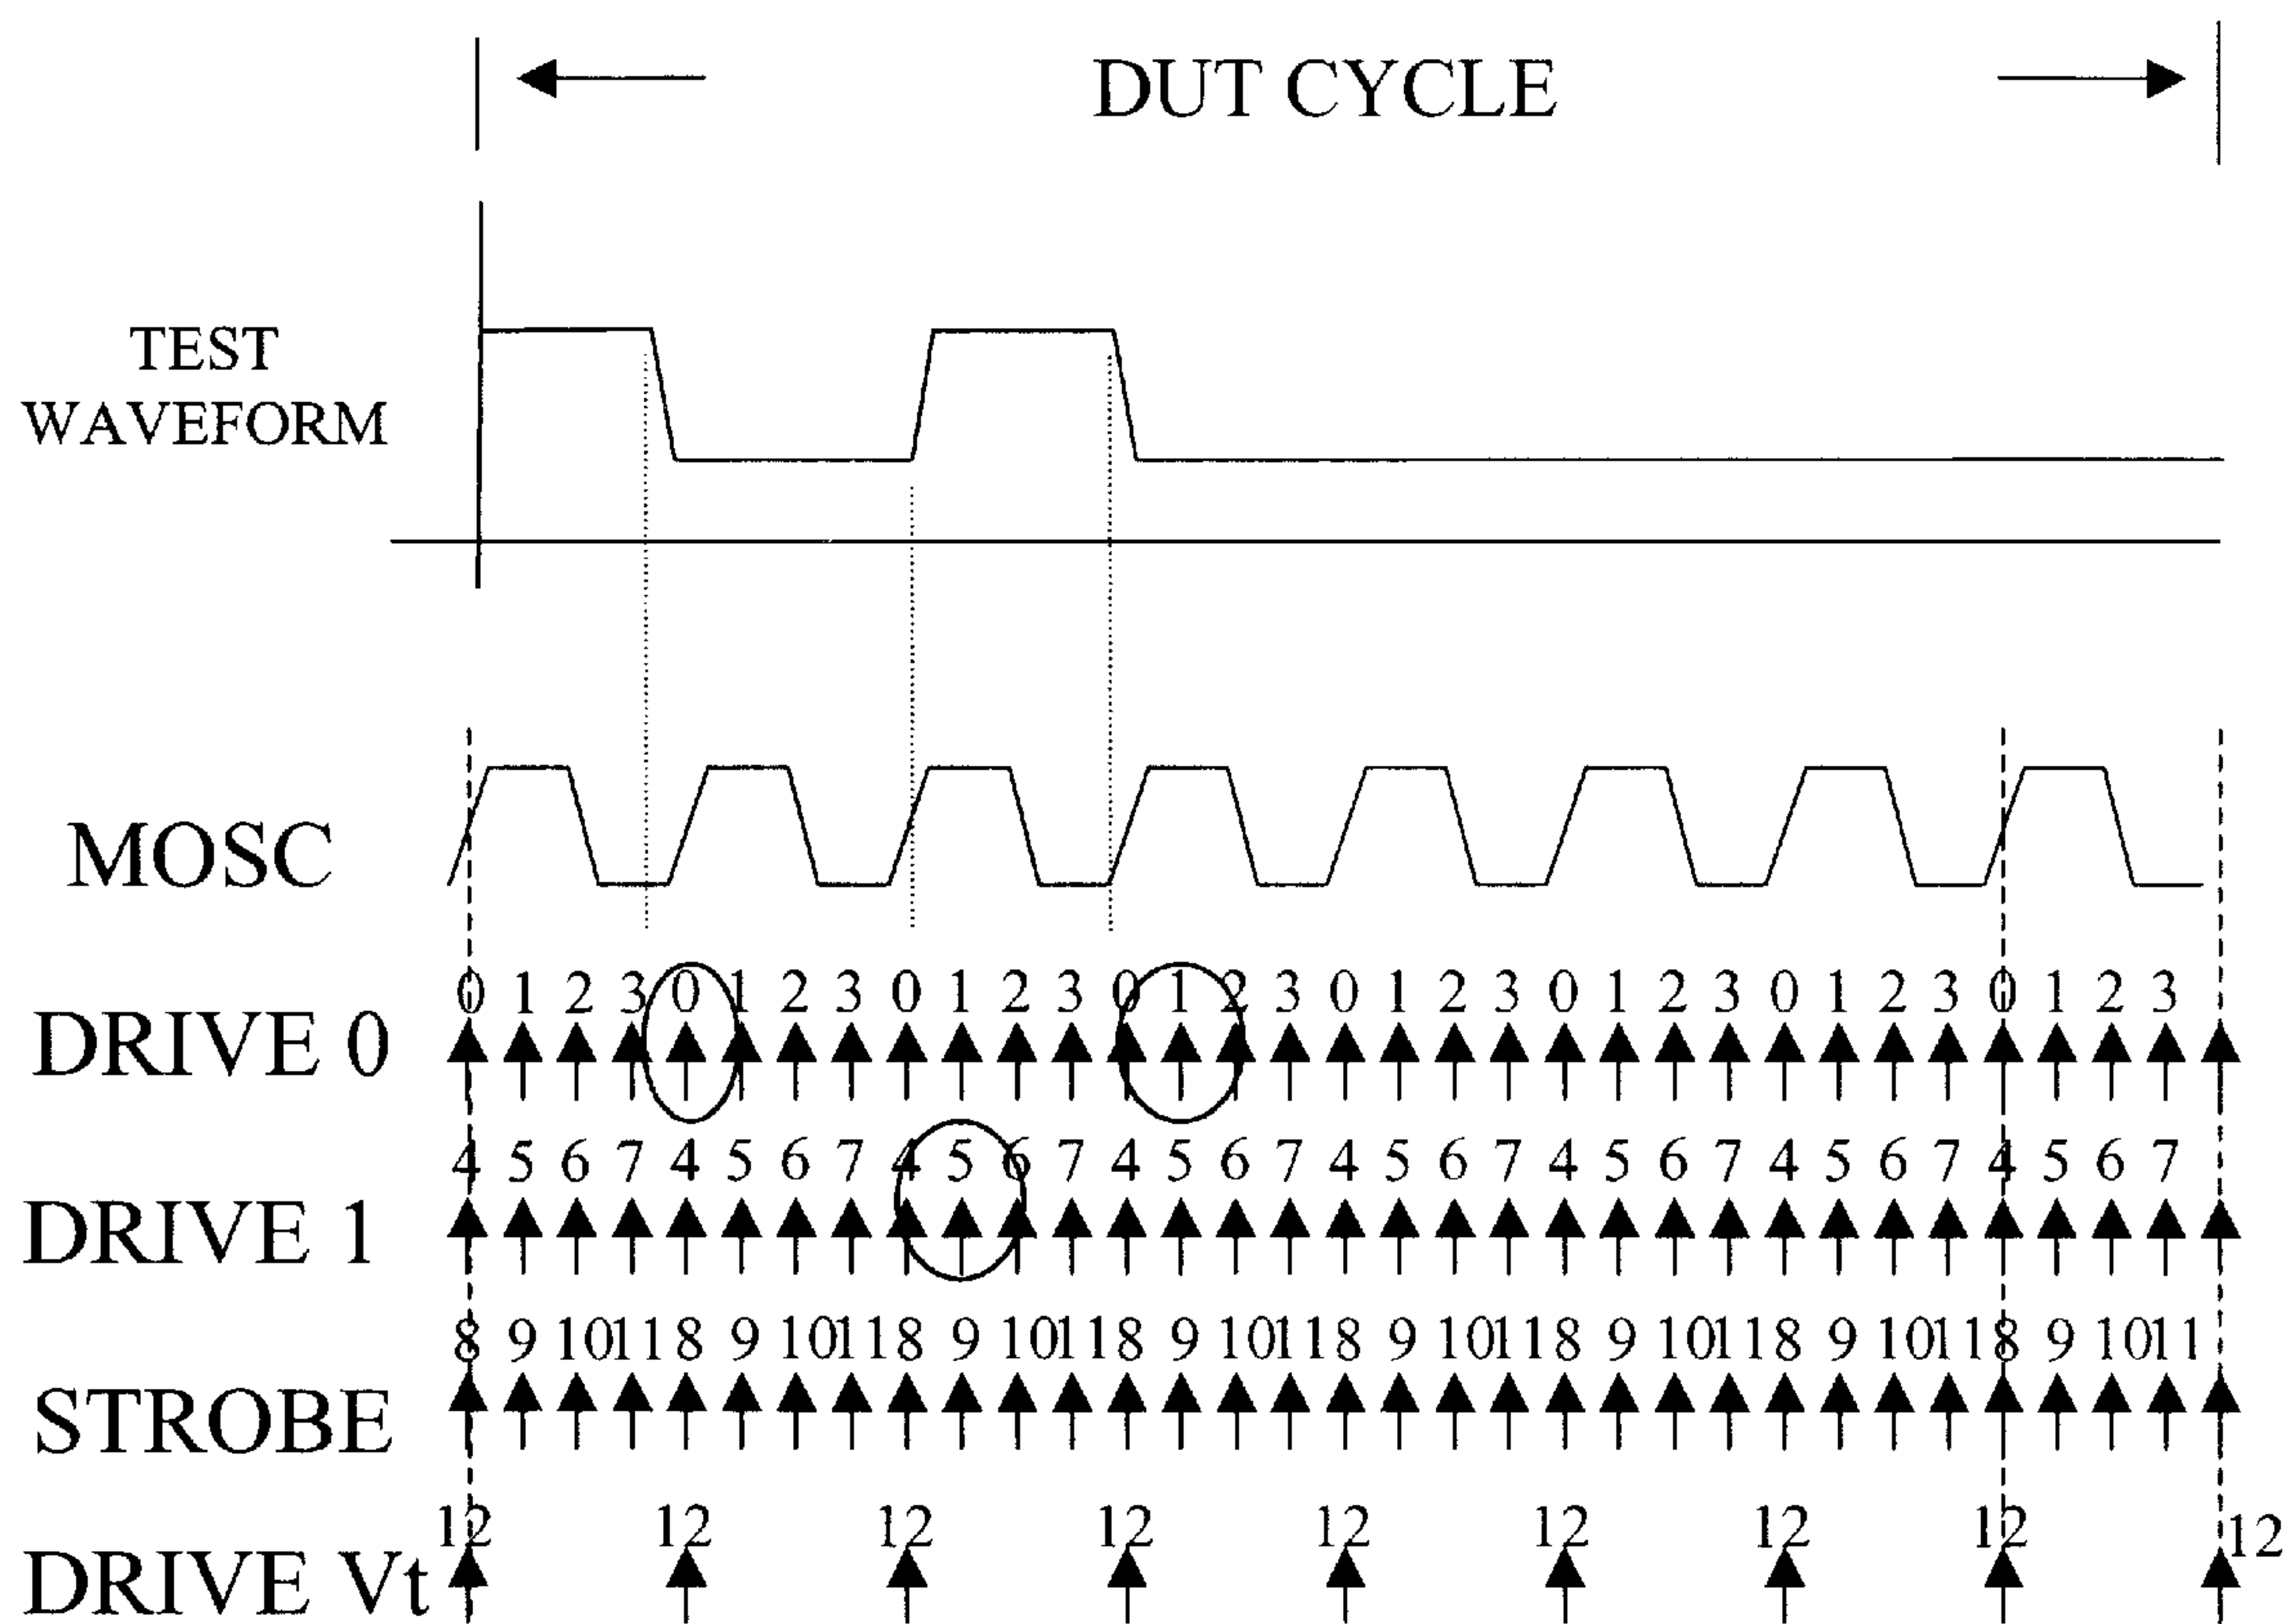 DUT CYCLE
TEST
WAVEFORM
MOSC
0 1 2 3 0 1 2 3 0 1 2 3 0 1 2 3 0 1 2 3 0 1 2 3 0 1 2 3 0 1 2 3
DRIVE 0
4 5 6 7 4 5 6 7 4 5 6 7 4 5 6 7 4 5 6 7 4 5 6 7 4 5 6 7 4 5 6 7
DRIVE 1
8 9 10 11 8 9 10 11 8 9 10 11 8 9 10 11 8 9 10 11 8 9 10 11 8 9 10 11 8 9 10 11
STROBE
12 12 12 12 12 12 12 12 12
DRIVE Vt